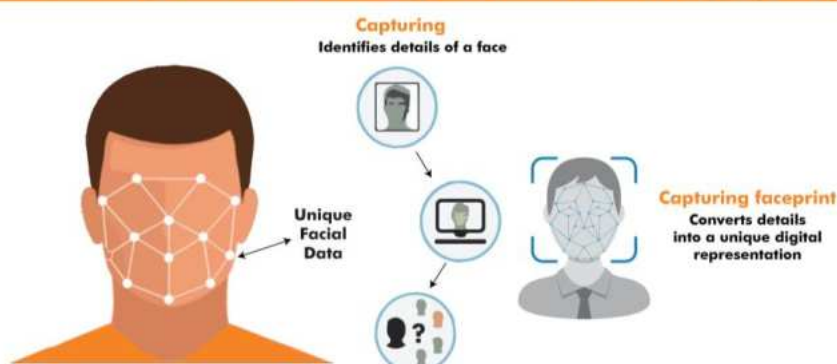 Capturing
Identifies details of a face
Unique
Facial
Data
?
Capturing faceprint
Converts details
into a unique digital
representation